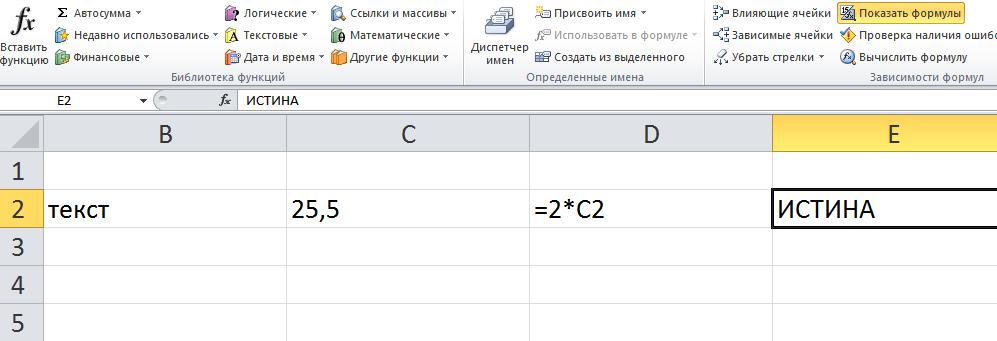 fx Σ Автосумма Логические Ссылки и массивы Присвоить имя Влияющие ячейки Показать формулы
Вставить функцию Недавно использовались Текстовые Математические Диспетчер имен Использовать в формуле Зависимые ячейки Проверка наличия ошибо
Финансовые Дата и время Другие функции Создать из выделенного Убрать стрелки Вычислить формулу
Библиотека функций Определенные имена Зависимости формул
E2 fx ИСТИНА
B C D E
1
2 текст 25,5 =2*C2 ИСТИНА
3
4
5